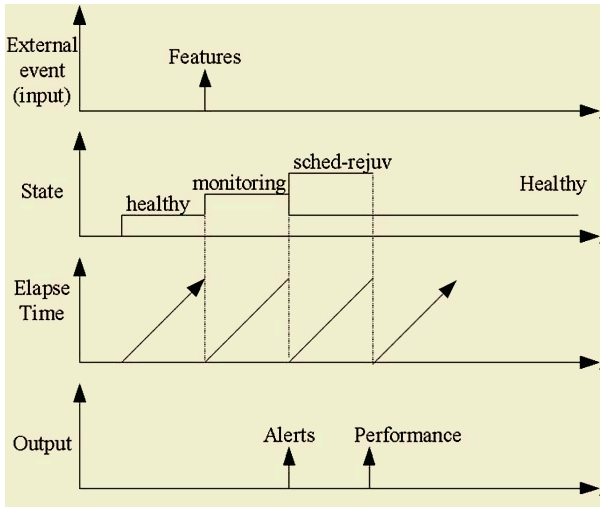 External
event
(input)
Features
State
healthy
monitoring
sched-rejuv
Healthy
Elapse
Time
Output
Alerts
Performance